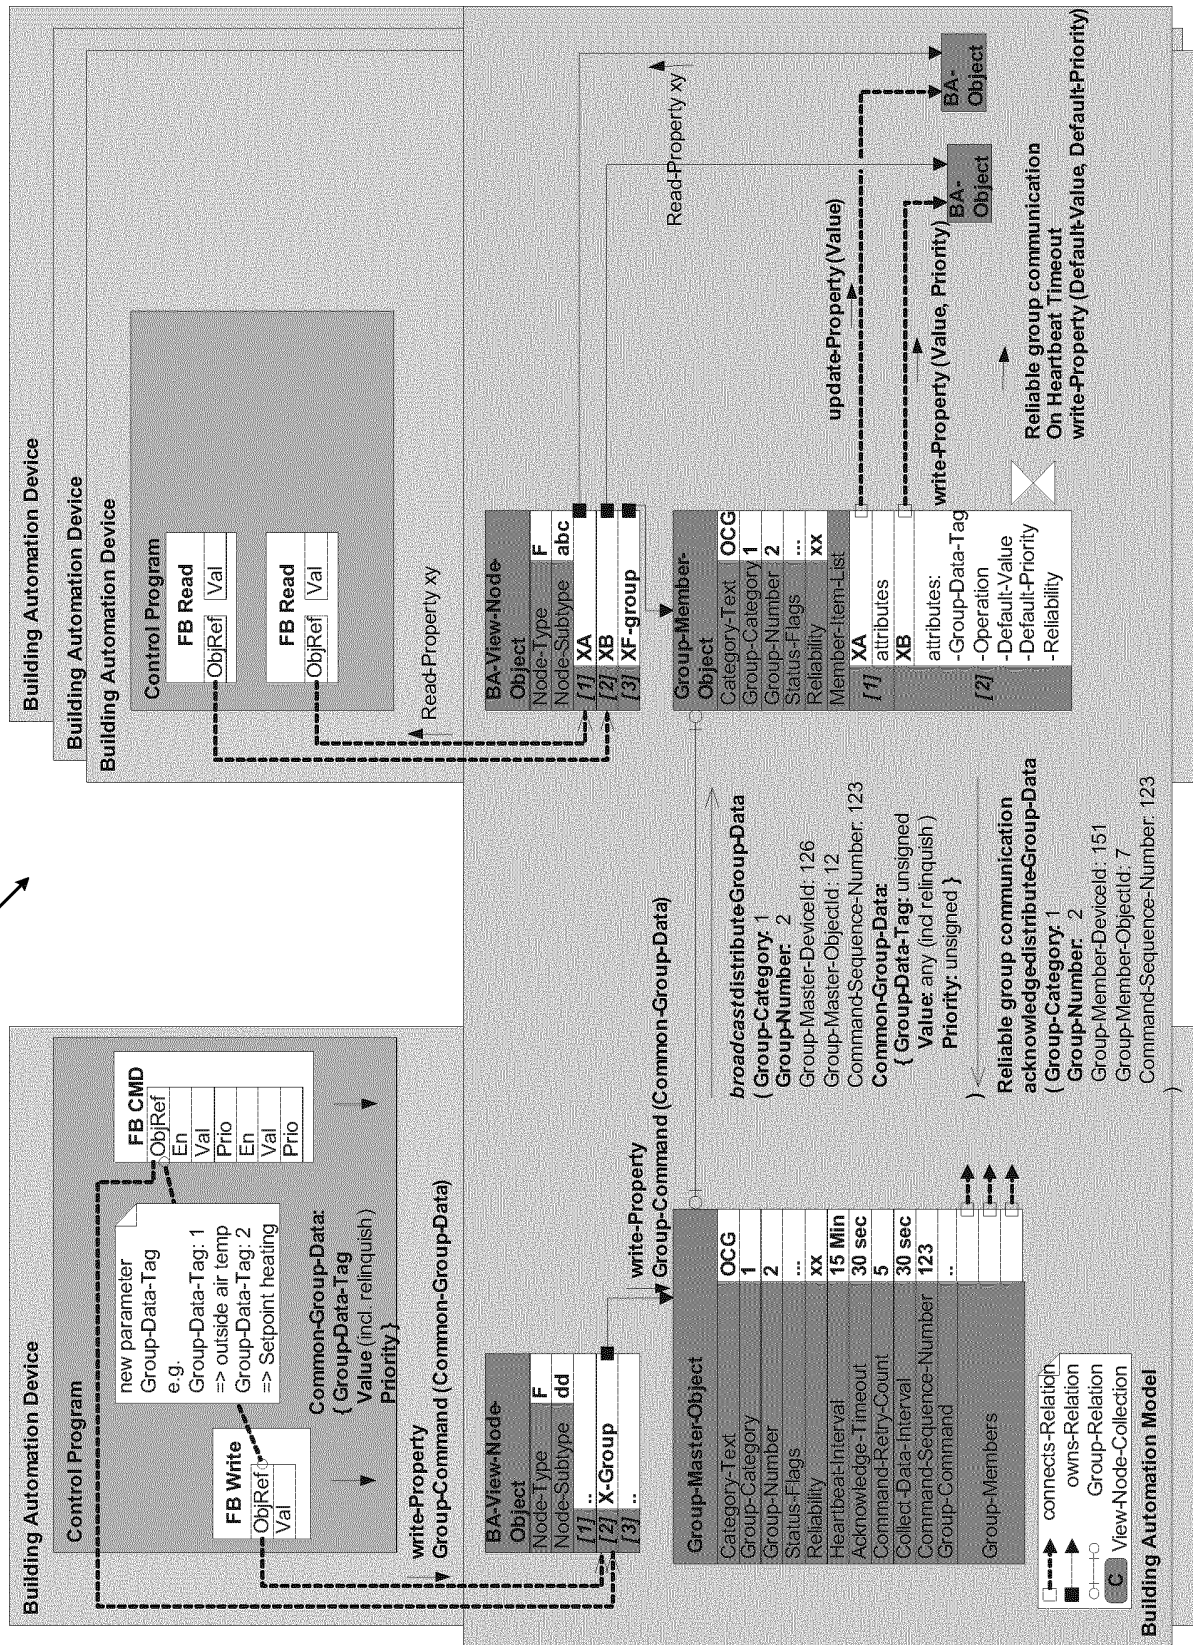 Building Automation Device
Control Program
FB Write
ObjRef
Val
new parameter
Group-Data-Tag
e.g.
Group-Data-Tag: 1
=> outside air temp
Group-Data-Tag: 2
=> Setpoint heating
FB CMD
ObjRef
En
Val
Prio
En
Val
Prio
Common-Group-Data:
{ Group-Data-Tag
Value (incl. relinquish)
Priority }
write-Property
Group-Command (Common-Group-Data)
BA-View-Node-
Object
Node-Type F
Node-Subtype dd
[1] ..
[2] X-Group
[3] ..
write-Property
Group-Command (Common-Group-Data)
Group-Master-Object
Category-Text OCG
Group-Category 1
Group-Number 2
Status-Flags ...
Reliability xx
Heartbeat-Interval 15 Min
Acknowledge-Timeout 30 sec
Command-Retry-Count 5
Collect-Data-Interval 30 sec
Command-Sequence-Number 123
Group-Command ..
Group-Members
connects-Relation
owns-Relation
Group-Relation
C View-Node-Collection
Building Automation Model
Building Automation Device
Building Automation Device
Building Automation Device
Control Program
FB Read
ObjRef Val
FB Read
ObjRef Val
Read-Property xy
BA-View-Node-
Object
Node-Type F
Node-Subtype abc
[1] XA
[2] XB
[3] XF-group
Group-Member-
Object
Category-Text OCG
Group-Category 1
Group-Number 2
Status-Flags ...
Reliability xx
Member-Item-List
[1] XA
attributes
[2] XB
attributes:
-Group-Data-Tag
-Operation
-Default-Value
-Default-Priority
-Reliability
broadcastdistribute-Group-Data
( Group-Category: 1
Group-Number: 2
Group-Master-DeviceId: 126
Group-Master-ObjectId: 12
Command-Sequence-Number: 123
Common-Group-Data:
{ Group-Data-Tag: unsigned
Value: any (incl relinquish )
Priority: unsigned }
)
Reliable group communication
acknowledge-distribute-Group-Data
( Group-Category: 1
Group-Number: 2
Group-Member-DeviceId: 151
Group-Member-ObjectId: 7
Command-Sequence-Number: 123
)
Read-Property xy
update-Property (Value)
write-Property (Value, Priority)
BA-
Object
BA-
Object
Reliable group communication
On Heartbeat Timeout
write-Property (Default-Value, Default-Priority)